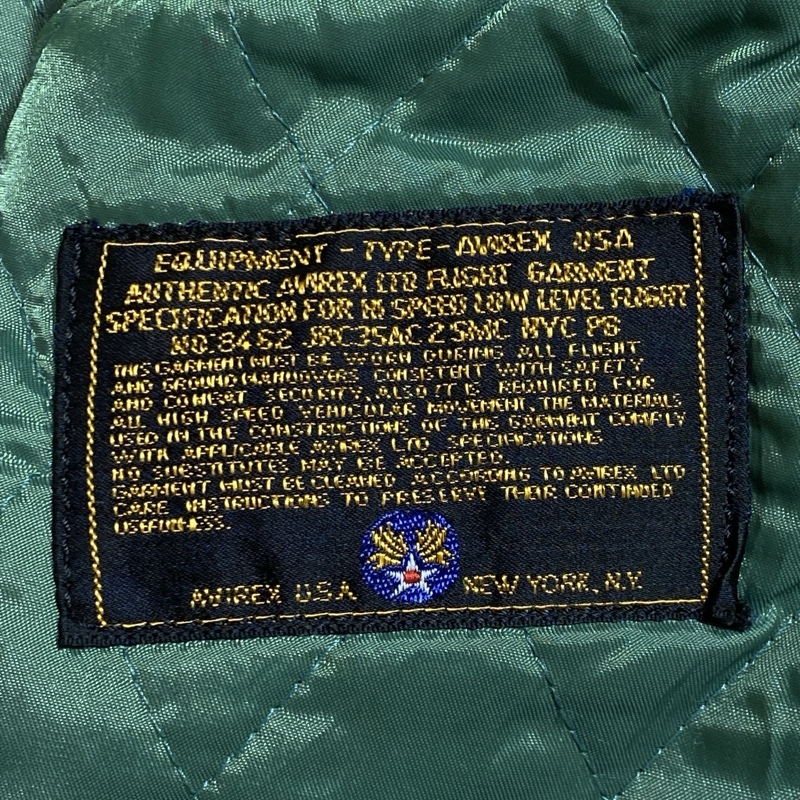 EQUIPMENT - TYPE - AVIREX USA
AUTHENTIC AVIREX LTD FLIGHT GARMENT
SPECIFICATION FOR HI SPEED LOW LEVEL FLIGHT
NO. 8462 JRC35AC 2 SMC NYC PB
THIS GARMENT MUST BE WORN DURING ALL FLIGHT
AND GROUND MANUOVERS CONSISTENT WITH SAFETY
AND COMBAT SECURITY. ALSO IT IS REQUIRED FOR
ALL HIGH SPEED VEHICULAR MOVEMENT, THE MATERIALS
USED IN THE CONSTRUCTIONS OF THE GARMENT COMPLY
WITH APPLICABLE AVIREX LTD SPECIFICATIONS
NO SUBSTITUTES MAY BE ACCEPTED.
GARMENT MUST BE CLEANED ACCORDING TO AVIREX LTD
CARE INSTRUCTIONS TO PRESERVE THEIR CONTINUED
USEFULNESS.
AVIREX U.S.A NEW YORK, N.Y.